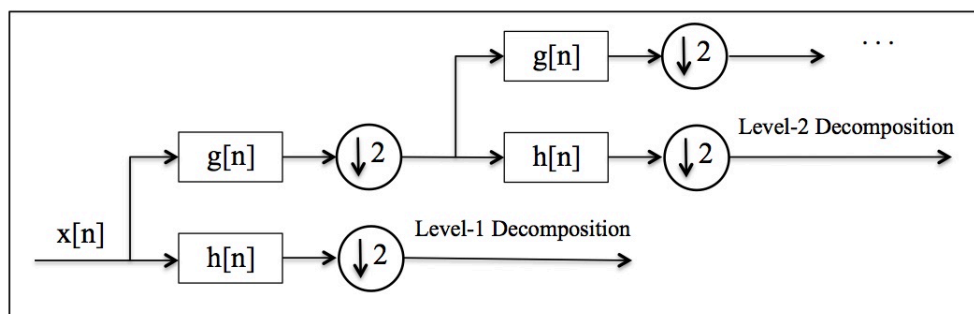 g[n]
2
. . .
Level-2 Decomposition
g[n]
2
h[n]
2
x[n]
Level-1 Decomposition
h[n]
2